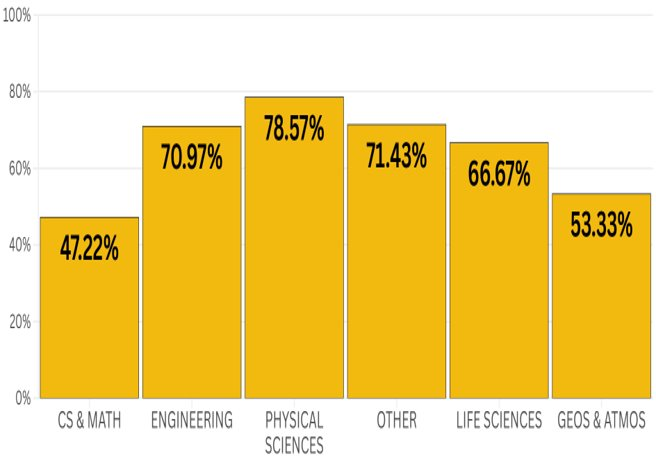 100%
80%
60%
40%
20%
0%
47.22%
70.97%
78.57%
71.43%
66.67%
53.33%
CS & MATH
ENGINEERING
PHYSICAL
SCIENCES
OTHER
LIFE SCIENCES
GEOS & ATMOS